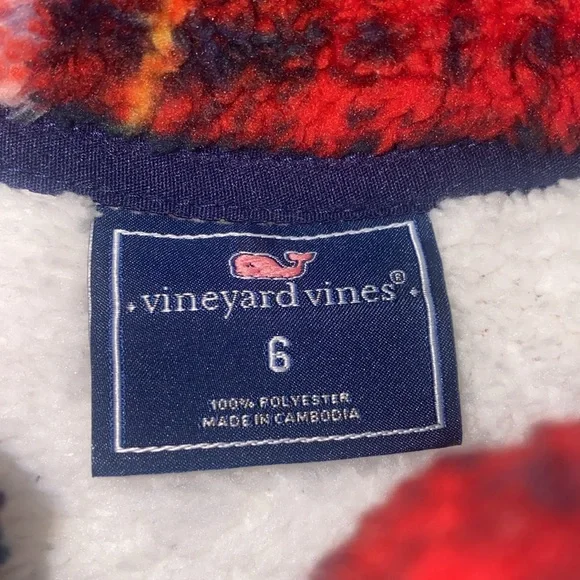 vineyard vines®
6
100% POLYESTER
MADE IN CAMBODIA